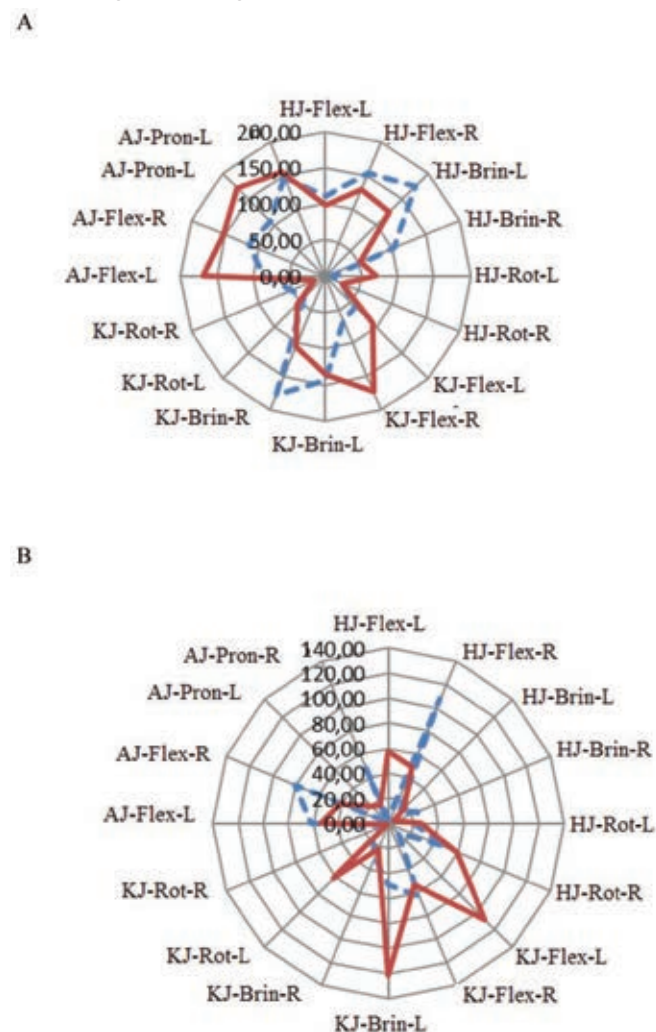 A
HJ-Flex-L
200,00
HJ-Flex-R
AJ-Pron-L
150,00
HJ-Brin-L
AJ-Pron-L
100,00
AJ-Flex-R
50,00
HJ-Brin-R
AJ-Flex-L
0,00
HJ-Rot-L
KJ-Rot-R
HJ-Rot-R
KJ-Rot-L
KJ-Flex-L
KJ-Brin-R
KJ-Flex-R
KJ-Brin-L
B
HJ-Flex-L
140,00
AJ-Pron-R
HJ-Flex-R
120,00
AJ-Pron-L
100,00
HJ-Brin-L
80,00
AJ-Flex-R
60,00
HJ-Brin-R
40,00
20,00
AJ-Flex-L
0,00
HJ-Rot-L
KJ-Rot-R
HJ-Rot-R
KJ-Rot-L
KJ-Flex-L
KJ-Brin-R
KJ-Flex-R
KJ-Brin-L